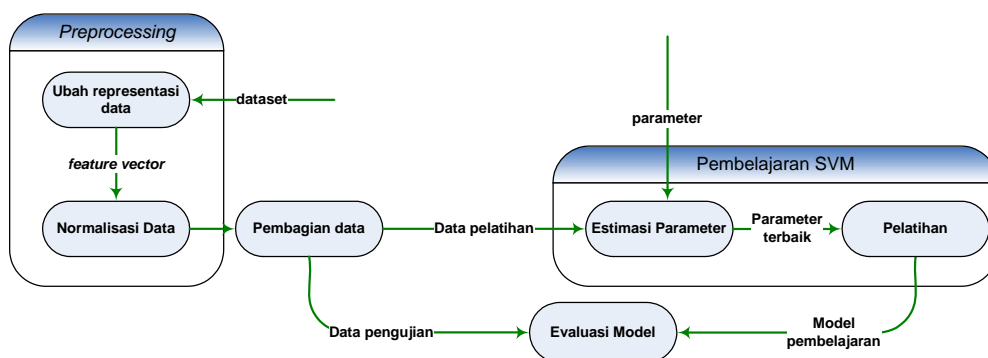 Preprocessing
Ubah representasi
data
dataset
feature vector
parameter
Pembelajaran SVM
Normalisasi Data
Pembagian data
Data pelatihan
Estimasi Parameter
Parameter
terbaik
Pelatihan
Data pengujian
Evaluasi Model
Model
pembelajaran